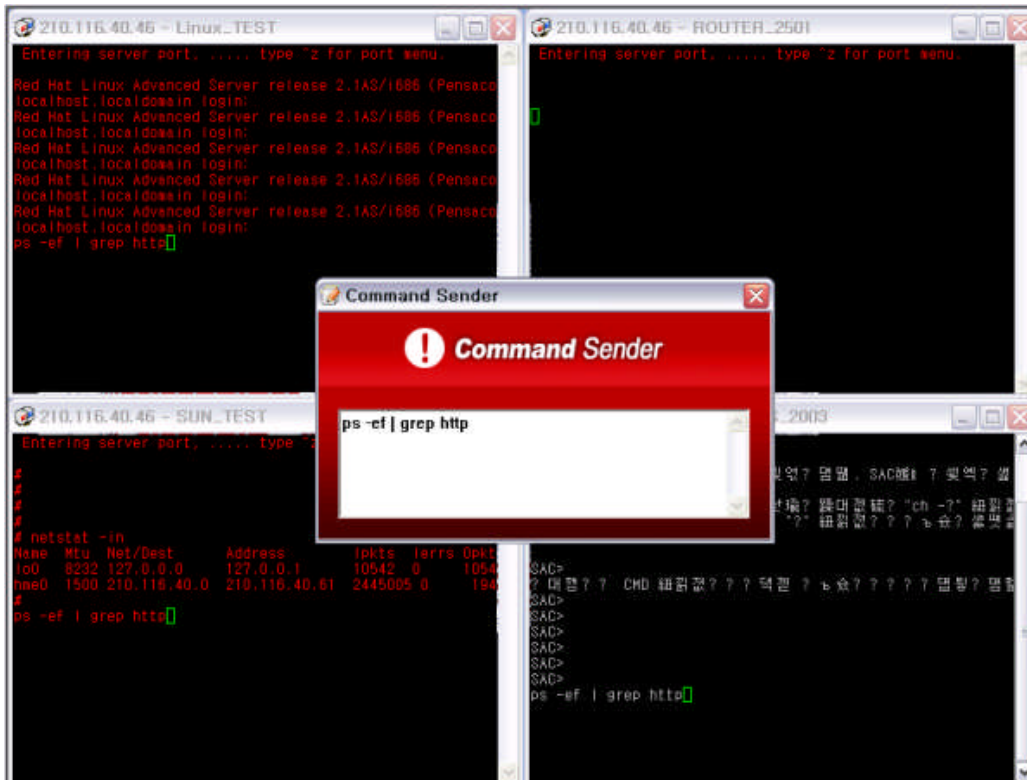 210.116.40.46 - Linux_TEST
Entering server port, ..... type ^z for port menu.
Red Hat Linux Advanced Server release 2.1AS/i686 (Pensaco
localhost.localdomain login:
Red Hat Linux Advanced Server release 2.1AS/i686 (Pensaco
localhost.localdomain login:
Red Hat Linux Advanced Server release 2.1AS/i686 (Pensaco
localhost.localdomain login:
Red Hat Linux Advanced Server release 2.1AS/i686 (Pensaco
localhost.localdomain login:
Red Hat Linux Advanced Server release 2.1AS/i686 (Pensaco
localhost.localdomain login:
ps -ef | grep http
210.116.40.46 - ROUTER_2501
Entering server port, ..... type ^z for port menu.
Command Sender
Command Sender
ps -ef | grep http
210.116.40.46 - SUN_TEST
Entering server port, ..... type ^z
#
#
#
#
# netstat -in
Name Mtu Net/Dest Address Ipkts Ierrs Opkt
lo0 8232 127.0.0.0 127.0.0.1 10542 0 1054
hme0 1500 210.116.40.0 210.116.40.61 2445005 0 194
#
ps -ef | grep http
_2003
SAC
"ch -?"
"?"
SAC>
CMD
SAC>
SAC>
SAC>
SAC>
SAC>
ps -ef | grep http